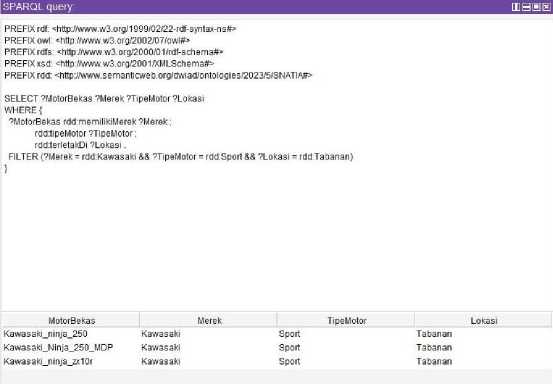 SPARQL query:
PREFIX rdf: <http://www.w3.org/1999/02/22-rdf-syntax-ns#>
PREFIX owl: <http://www.w3.org/2002/07/owl#>
PREFIX rdfs: <http://www.w3.org/2000/01/rdf-schema#>
PREFIX xsd: <http://www.w3.org/2001/XMLSchema#>
PREFIX rdd: <http://www.semanticweb.org/dwiad/ontologies/2023/5/SNATIA#>
SELECT ?MotorBekas ?Merek ?TipeMotor ?Lokasi
WHERE {
?MotorBekas rdd:memilikiMerek ?Merek ;
rdd:tipeMotor ?TipeMotor ;
rdd:terletakDi ?Lokasi .
FILTER (?Merek = rdd:Kawasaki && ?TipeMotor = rdd:Sport && ?Lokasi = rdd:Tabanan)
}
MotorBekas Merek TipeMotor Lokasi
Kawasaki_ninja_250 Kawasaki Sport Tabanan
Kawasaki_Ninja_250_MDP Kawasaki Sport Tabanan
Kawasaki_ninja_zx10r Kawasaki Sport Tabanan